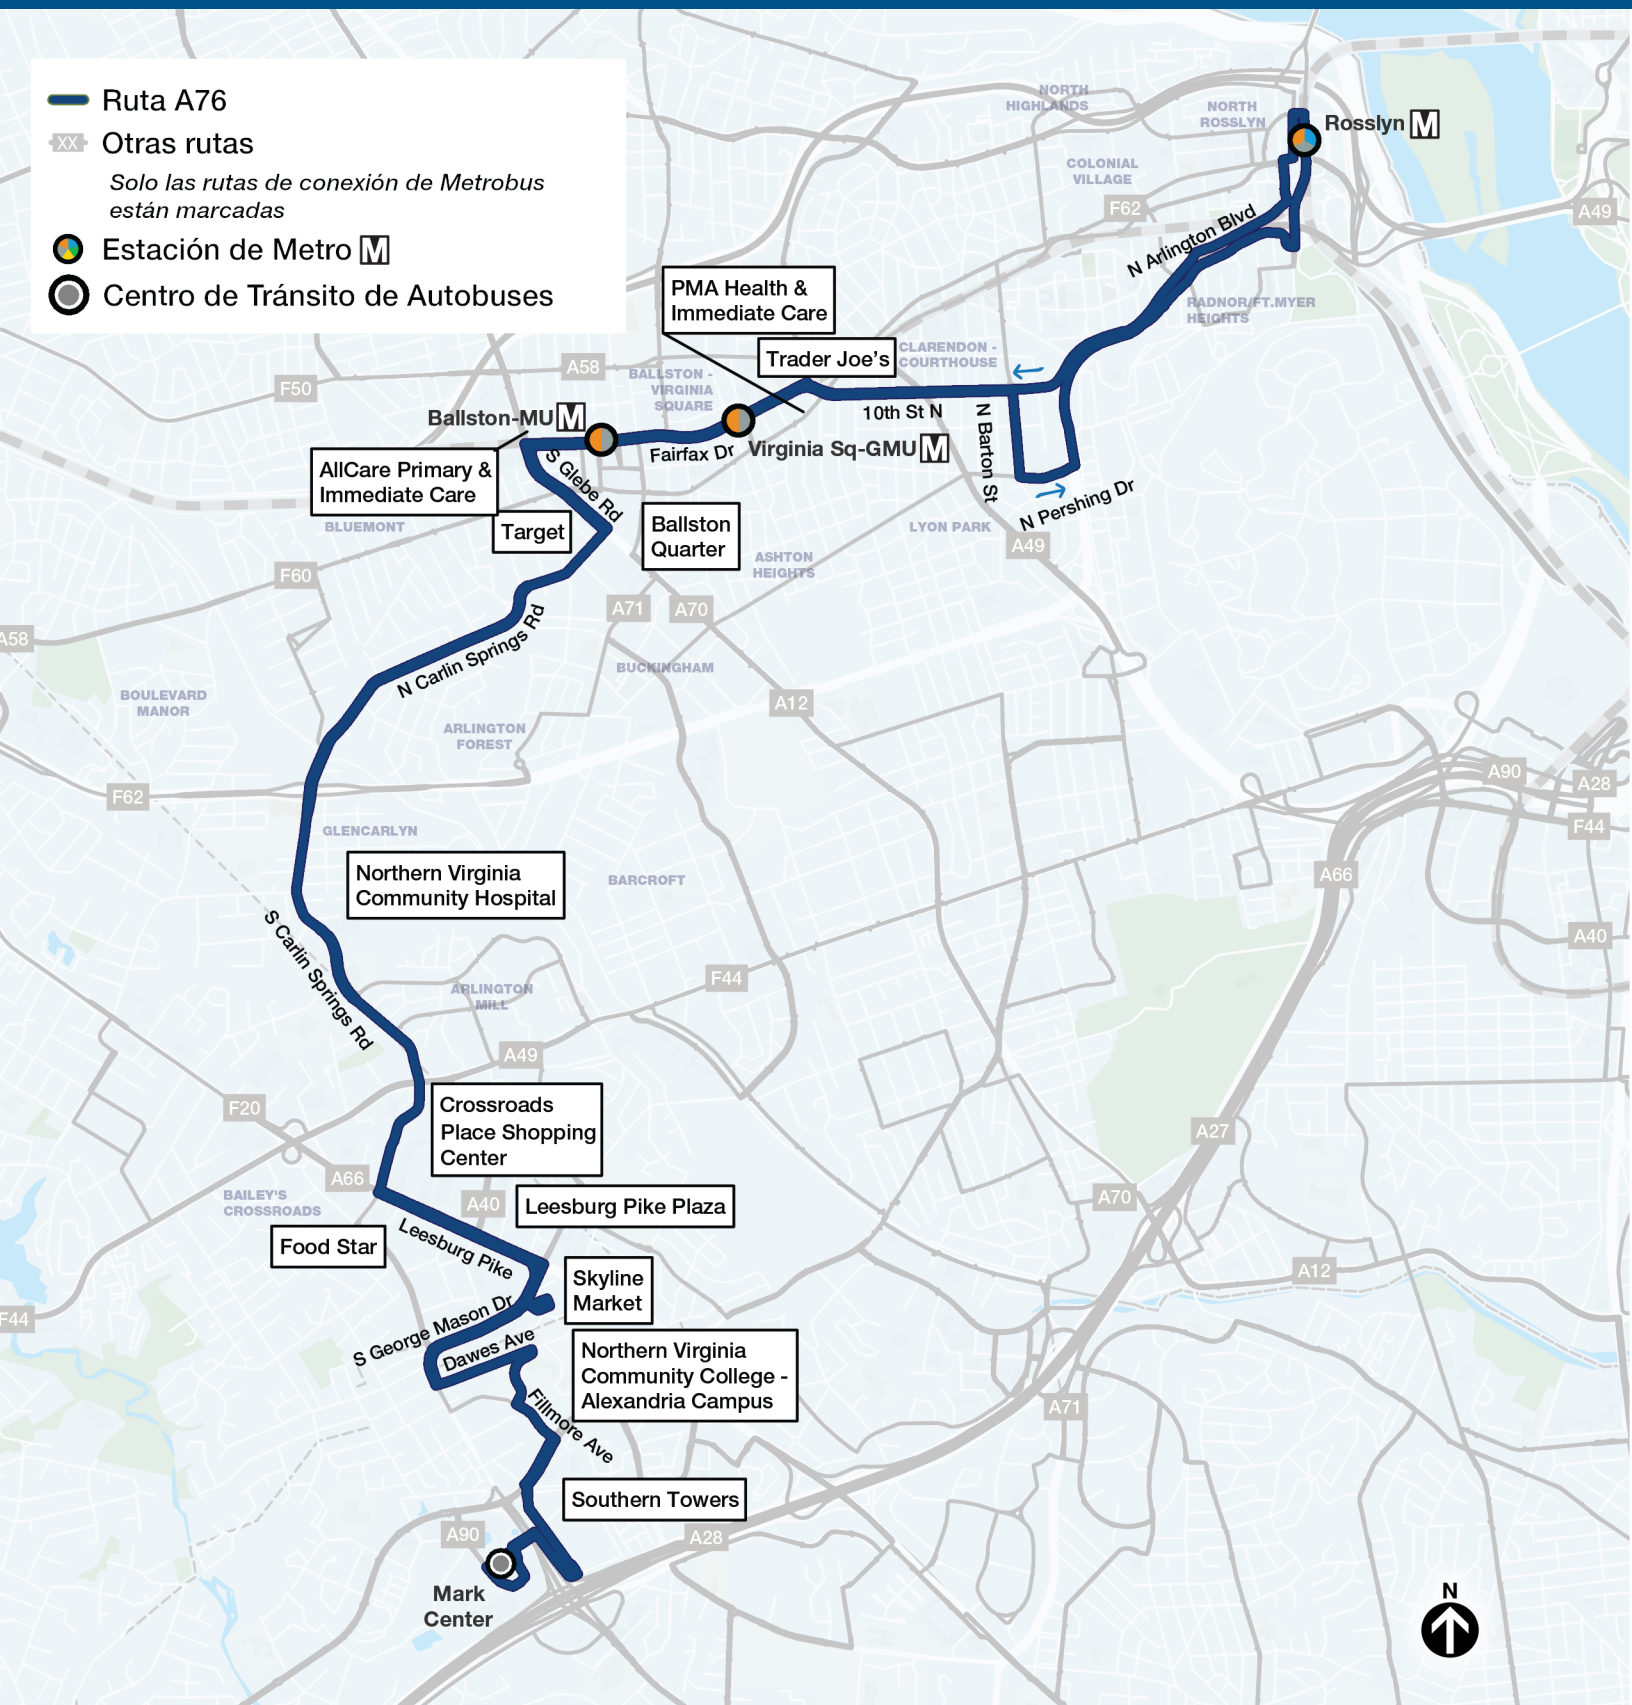 Ruta A76
XX
Otras rutas
Solo las rutas de conexión de Metrobus
están marcadas
Estación de Metro M
Centro de Tránsito de Autobuses
NORTH
HIGHLANDS
NORTH
ROSSLYN
Rosslyn M
COLONIAL
VILLAGE
F62
A49
N Arlington Blvd
RADNOR/FT.MYER
HEIGHTS
PMA Health &
Immediate Care
Trader Joe's
CLARENDON -
COURTHOUSE
A58
F50
BALLSTON -
VIRGINIA
SQUARE
Ballston-MU M
10th St N
N Barton St
Fairfax Dr
Virginia Sq-GMU M
S Glebe Rd
AllCare Primary &
Immediate Care
N Pershing Dr
BLUEMONT
Target
Ballston
Quarter
LYON PARK
A49
ASHTON
HEIGHTS
F60
A71
A70
A58
N Carlin Springs Rd
BUCKINGHAM
BOULEVARD
MANOR
A12
ARLINGTON
FOREST
A90
A28
F62
F44
GLENCARLYN
Northern Virginia
Community Hospital
BARCROFT
A66
S Carlin Springs Rd
A40
F44
ARLINGTON
MILL
A49
F20
Crossroads
Place Shopping
Center
A27
A66
BAILEY'S
CROSSROADS
A40
Leesburg Pike Plaza
A70
Food Star
Leesburg Pike
Skyline
Market
A12
F44
S George Mason Dr
Dawes Ave
Northern Virginia
Community College -
Alexandria Campus
Fillmore Ave
A71
Southern Towers
A90
A28
Mark
Center
N